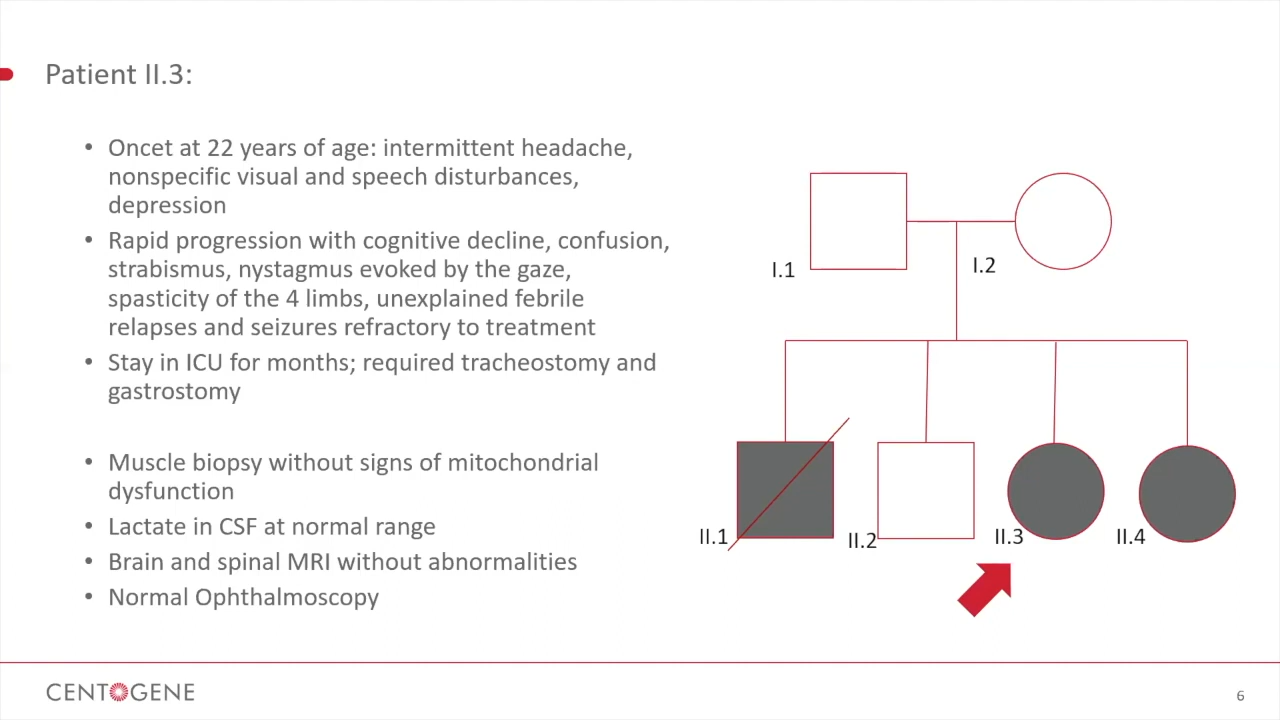 Patient II.3:
• Oncet at 22 years of age: intermittent headache,
nonspecific visual and speech disturbances,
depression
• Rapid progression with cognitive decline, confusion,
strabismus, nystagmus evoked by the gaze,
spasticity of the 4 limbs, unexplained febrile
relapses and seizures refractory to treatment
• Stay in ICU for months; required tracheostomy and
gastrostomy
• Muscle biopsy without signs of mitochondrial
dysfunction
• Lactate in CSF at normal range
• Brain and spinal MRI without abnormalities
• Normal Ophthalmoscopy
I.1
I.2
II.1
II.2
II.3
II.4
CENTOGENE
6